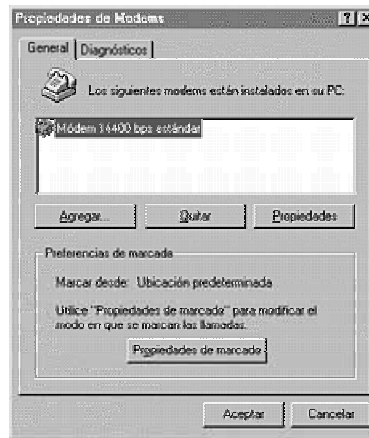 Propiedades de Modems
General
Diagnósticos
Los siguientes modems están instalados en su PC:
Módem 14400 bps estándar
Agregar...
Quitar
Propiedades
Preferencias de marcado
Marcar desde: Ubicación predeterminada
Utilice "Propiedades de marcado" para modificar el
modo en que se marcan las llamadas.
Propiedades de marcado
Aceptar
Cancelar